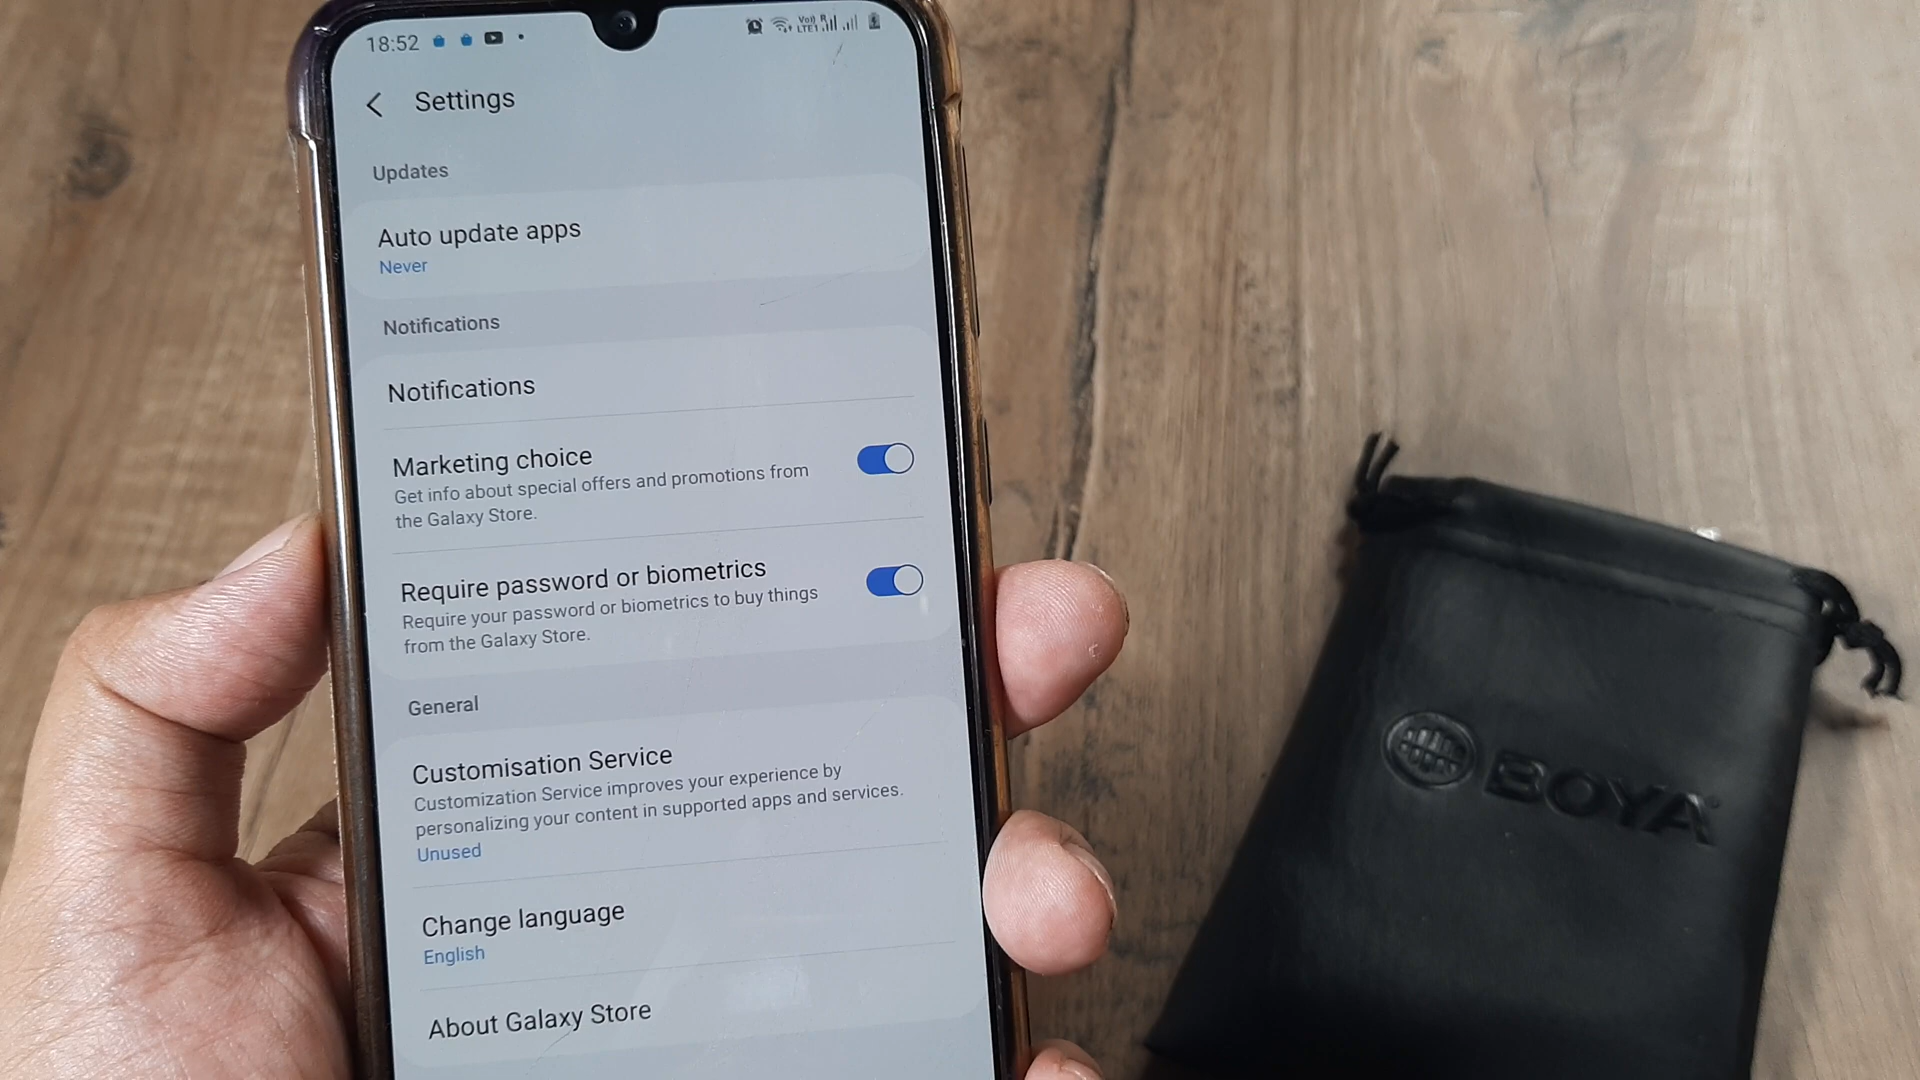 18:52
Vo)) R
LTE1
Settings
Updates
Auto update apps
Never
Notifications
Notifications
Marketing choice
Get info about special offers and promotions from
the Galaxy Store.
Require password or biometrics
Require your password or biometrics to buy things
from the Galaxy Store.
General
Customisation Service
Customization Service improves your experience by
personalizing your content in supported apps and services.
Unused
Change language
English
About Galaxy Store
BOYA